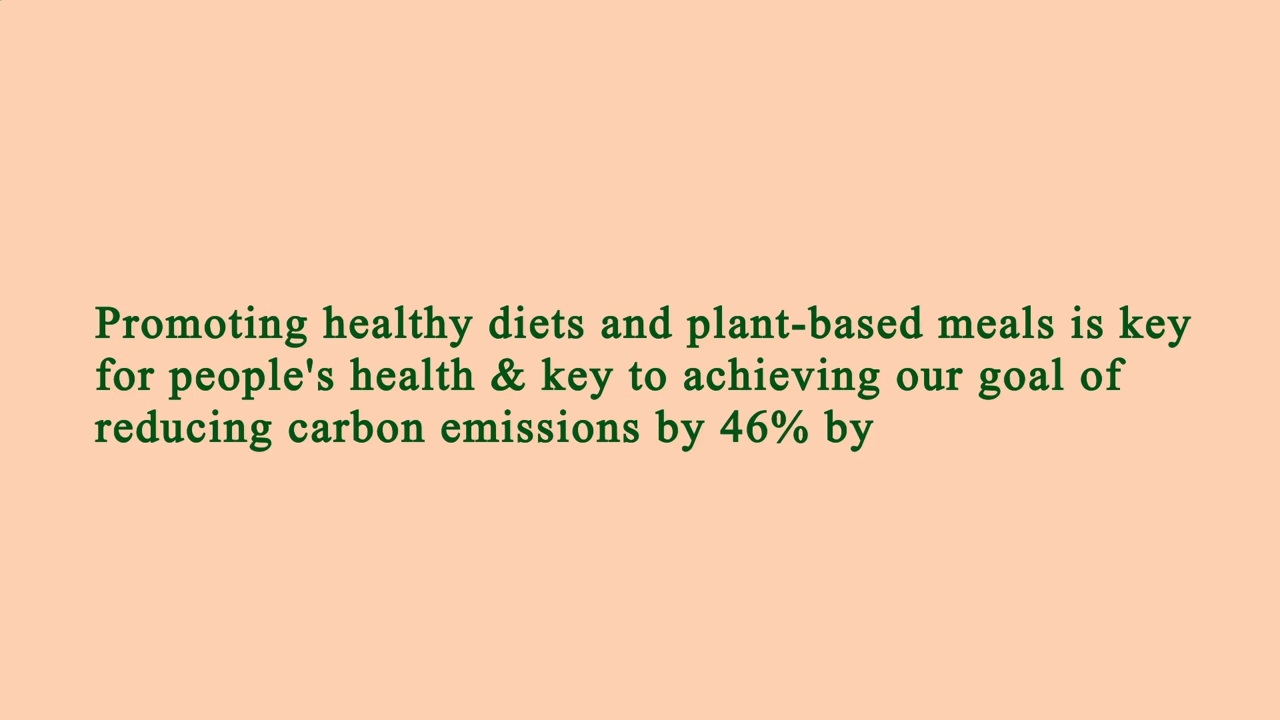 Promoting healthy diets and plant-based meals is key
for people's health & key to achieving our goal of
reducing carbon emissions by 46% by